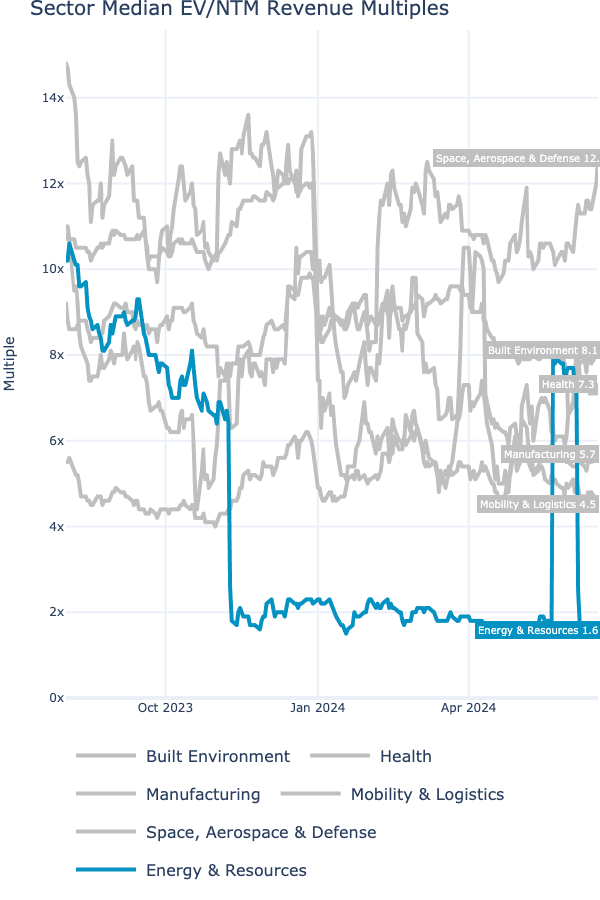 Sector Median EV/NTM Revenue Multiples
Multiple
14x
12x
10x
8x
6x
4x
2x
0x
Space, Aerospace & Defense 12.
Built Environment 8.1
Health 7.3
Manufacturing 5.7
Mobility & Logistics 4.5
Energy & Resources 1.6
Oct 2023 Jan 2024 Apr 2024
Built Environment Health
Manufacturing Mobility & Logistics
Space, Aerospace & Defense
Energy & Resources